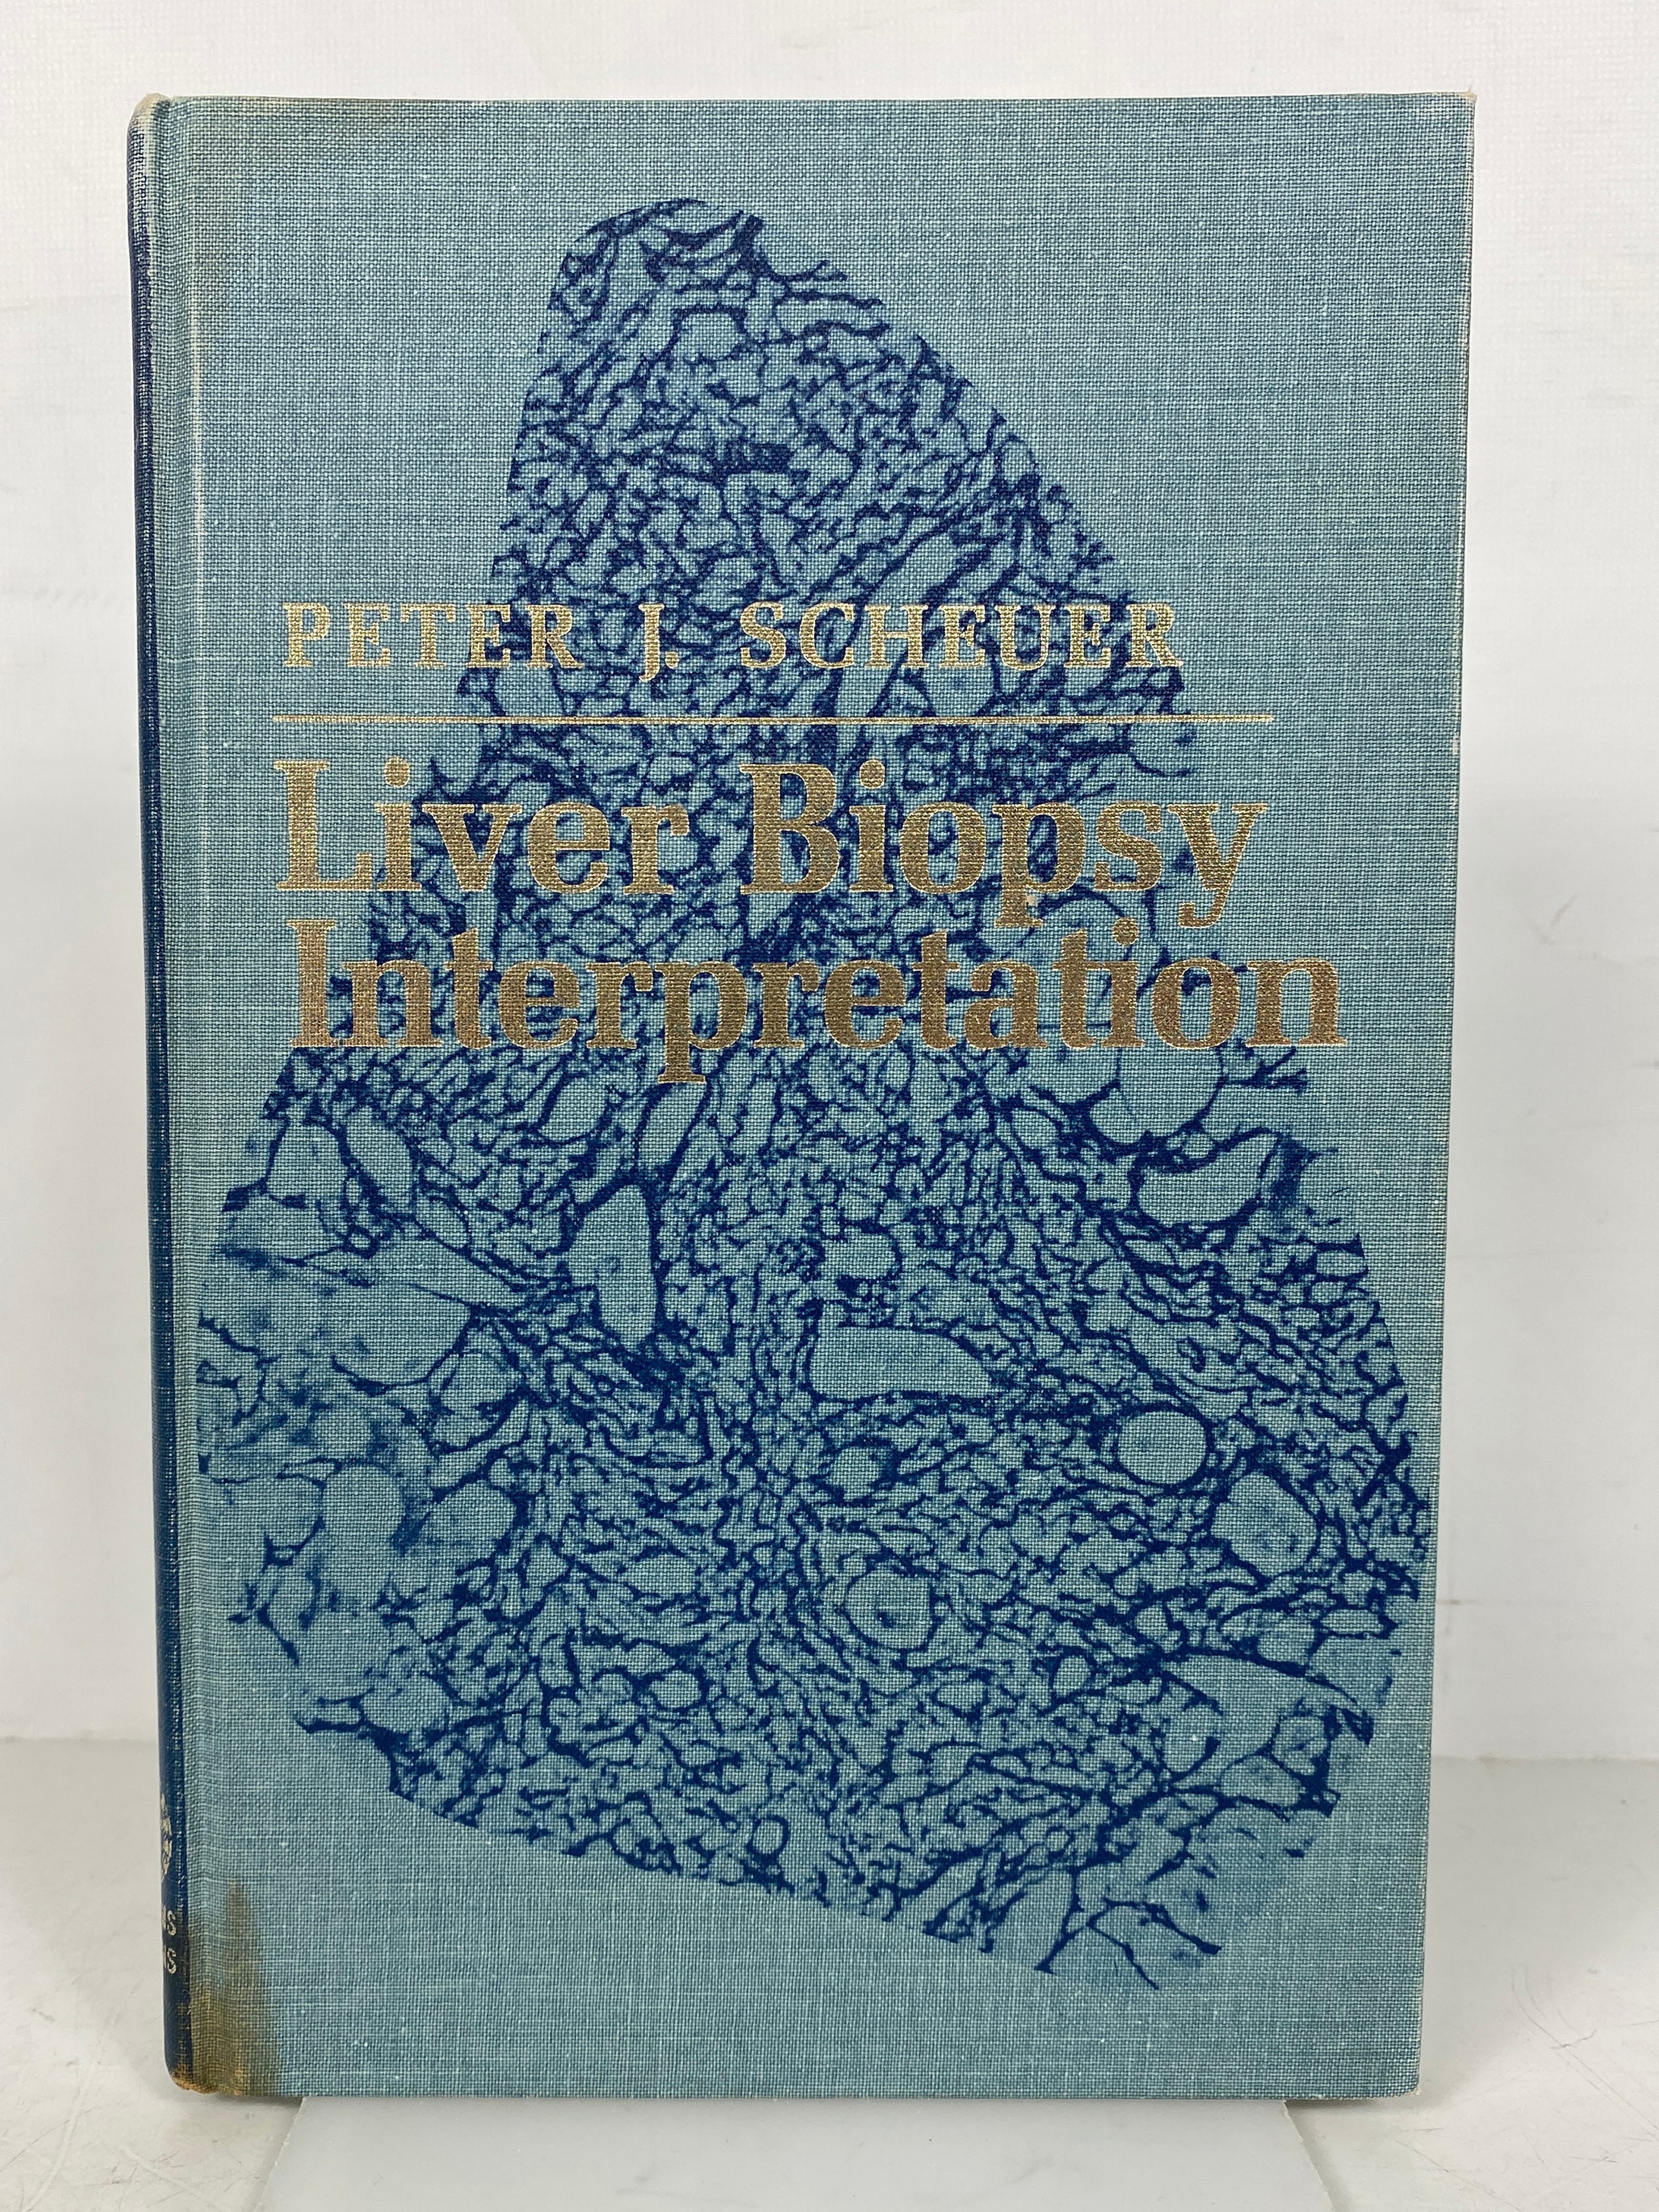 PETER J. SCHEUER
Liver Biopsy
Interpretation